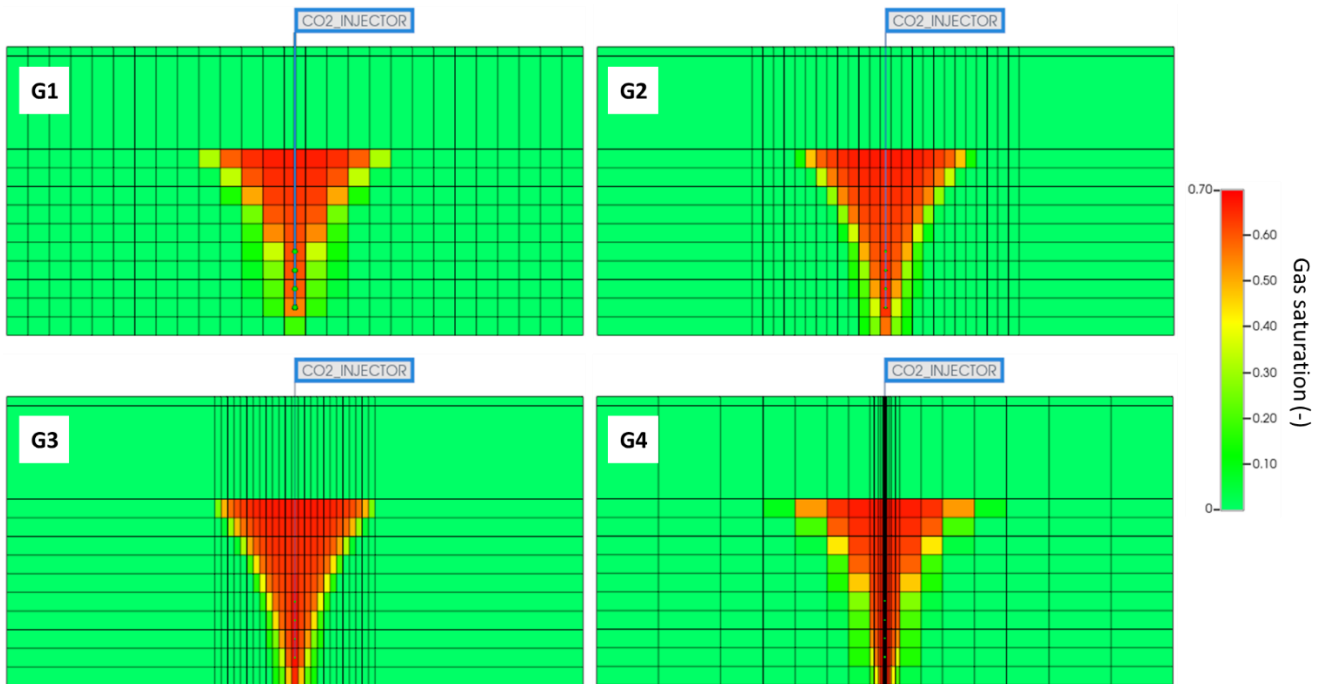 CO2_INJECTOR
CO2_INJECTOR
G1
G2
0.70
0.60
0.50
0.40
0.30
0.20
0.10
0
Gas saturation (-)
CO2_INJECTOR
CO2_INJECTOR
G3
G4